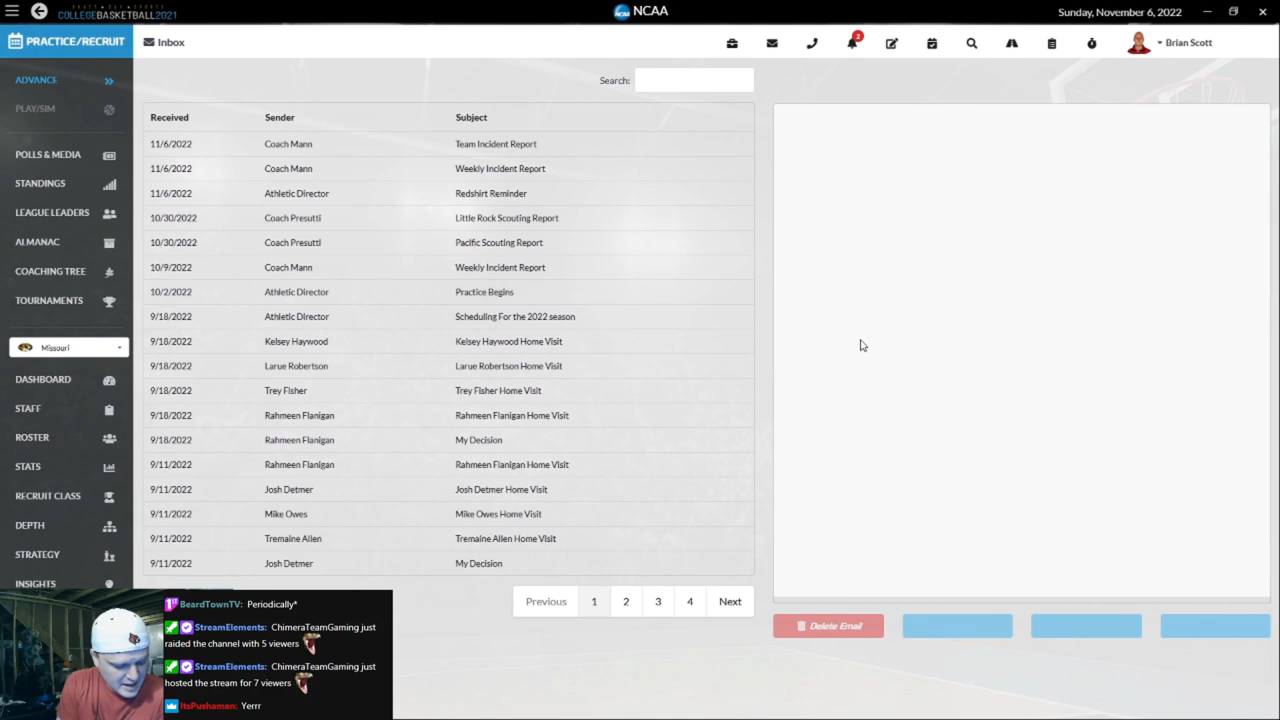 DRAFT DAY SPORTS
COLLEGEBASKETBALL2021
NCAA
Sunday, November 6, 2022
PRACTICE/RECRUIT
Inbox
2
Brian Scott
ADVANCE
PLAY/SIM
POLLS & MEDIA
STANDINGS
LEAGUE LEADERS
ALMANAC
COACHING TREE
TOURNAMENTS
Missouri
DASHBOARD
STAFF
ROSTER
STATS
RECRUIT CLASS
DEPTH
STRATEGY
INSIGHTS
Search:
Received Sender Subject
11/6/2022 Coach Mann Team Incident Report
11/6/2022 Coach Mann Weekly Incident Report
11/6/2022 Athletic Director Redshirt Reminder
10/30/2022 Coach Presutti Little Rock Scouting Report
10/30/2022 Coach Presutti Pacific Scouting Report
10/9/2022 Coach Mann Weekly Incident Report
10/2/2022 Athletic Director Practice Begins
9/18/2022 Athletic Director Scheduling For the 2022 season
9/18/2022 Kelsey Haywood Kelsey Haywood Home Visit
9/18/2022 Larue Robertson Larue Robertson Home Visit
9/18/2022 Trey Fisher Trey Fisher Home Visit
9/18/2022 Rahmeen Flanigan Rahmeen Flanigan Home Visit
9/18/2022 Rahmeen Flanigan My Decision
9/11/2022 Rahmeen Flanigan Rahmeen Flanigan Home Visit
9/11/2022 Josh Detmer Josh Detmer Home Visit
9/11/2022 Mike Owes Mike Owes Home Visit
9/11/2022 Tremaine Allen Tremaine Allen Home Visit
9/11/2022 Josh Detmer My Decision
Previous 1 2 3 4 Next
Delete Email
BeardTownTV: Periodically*
StreamElements: ChimeraTeamGaming just
raided the channel with 5 viewers
StreamElements: ChimeraTeamGaming just
hosted the stream for 7 viewers
ItsPushaman: Yerrr